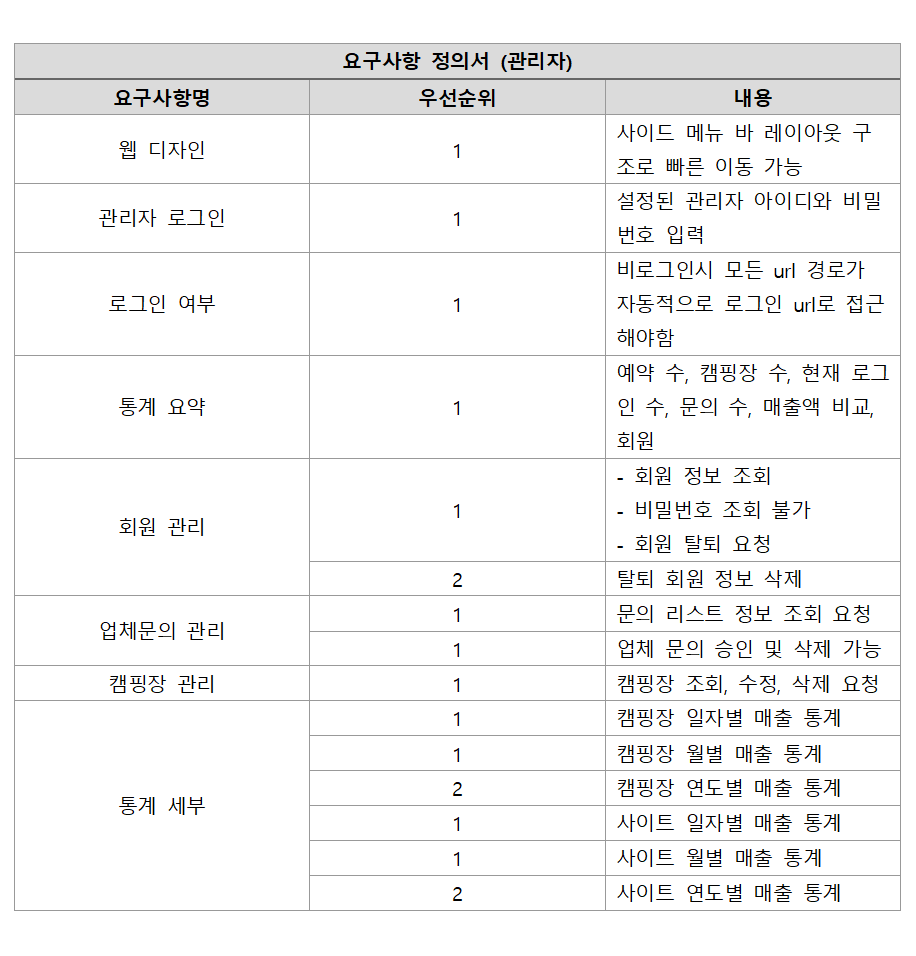 요구사항 정의서 (관리자)
요구사항명 우선순위 내용
웹 디자인 1 사이드 메뉴 바 레이아웃 구
조로 빠른 이동 가능
관리자 로그인 1 설정된 관리자 아이디와 비밀
번호 입력
로그인 여부 1 비로그인시 모든 url 경로가
자동적으로 로그인 url로 접근
해야함
통계 요약 1 예약 수, 캠핑장 수, 현재 로그
인 수, 문의 수, 매출액 비교,
회원
회원 관리 1 - 회원 정보 조회
- 비밀번호 조회 불가
- 회원 탈퇴 요청
2 탈퇴 회원 정보 삭제
업체문의 관리 1 문의 리스트 정보 조회 요청
1 업체 문의 승인 및 삭제 가능
캠핑장 관리 1 캠핑장 조회, 수정, 삭제 요청
통계 세부 1 캠핑장 일자별 매출 통계
1 캠핑장 월별 매출 통계
2 캠핑장 연도별 매출 통계
1 사이트 일자별 매출 통계
1 사이트 월별 매출 통계
2 사이트 연도별 매출 통계